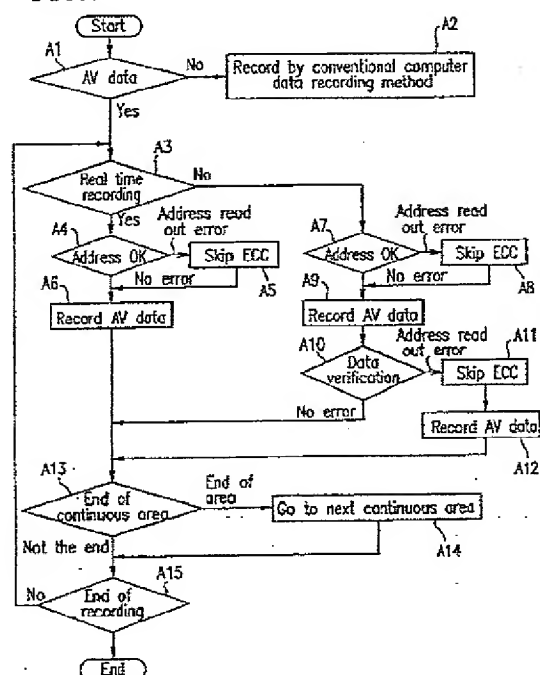 Start
A1
A2
AV data
No
Record by conventional computer
data recording method
Yes
A3
Real time
recording
No
Yes
A4
Address read
out error
Address OK
Skip ECC
A5
No error
A6
Record AV data
A7
Address read
out error
Address OK
Skip ECC
A8
No error
A9
Record AV data
A10
Address read
out error
A11
Data
verification
Skip ECC
No error
Record AV data
A12
A13
End of
area
End of
continuous area
Go to next continuous area
A14
Not the end
A15
No
End of
recording
End